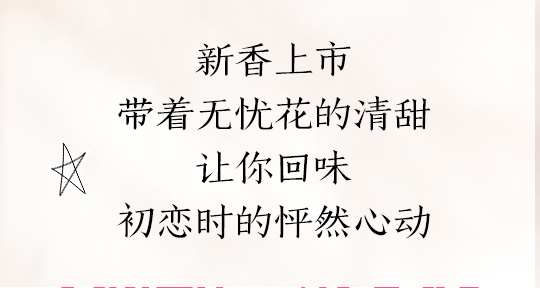 新香上市
带着无忧花的清甜
让你回味
初恋时的怦然心动